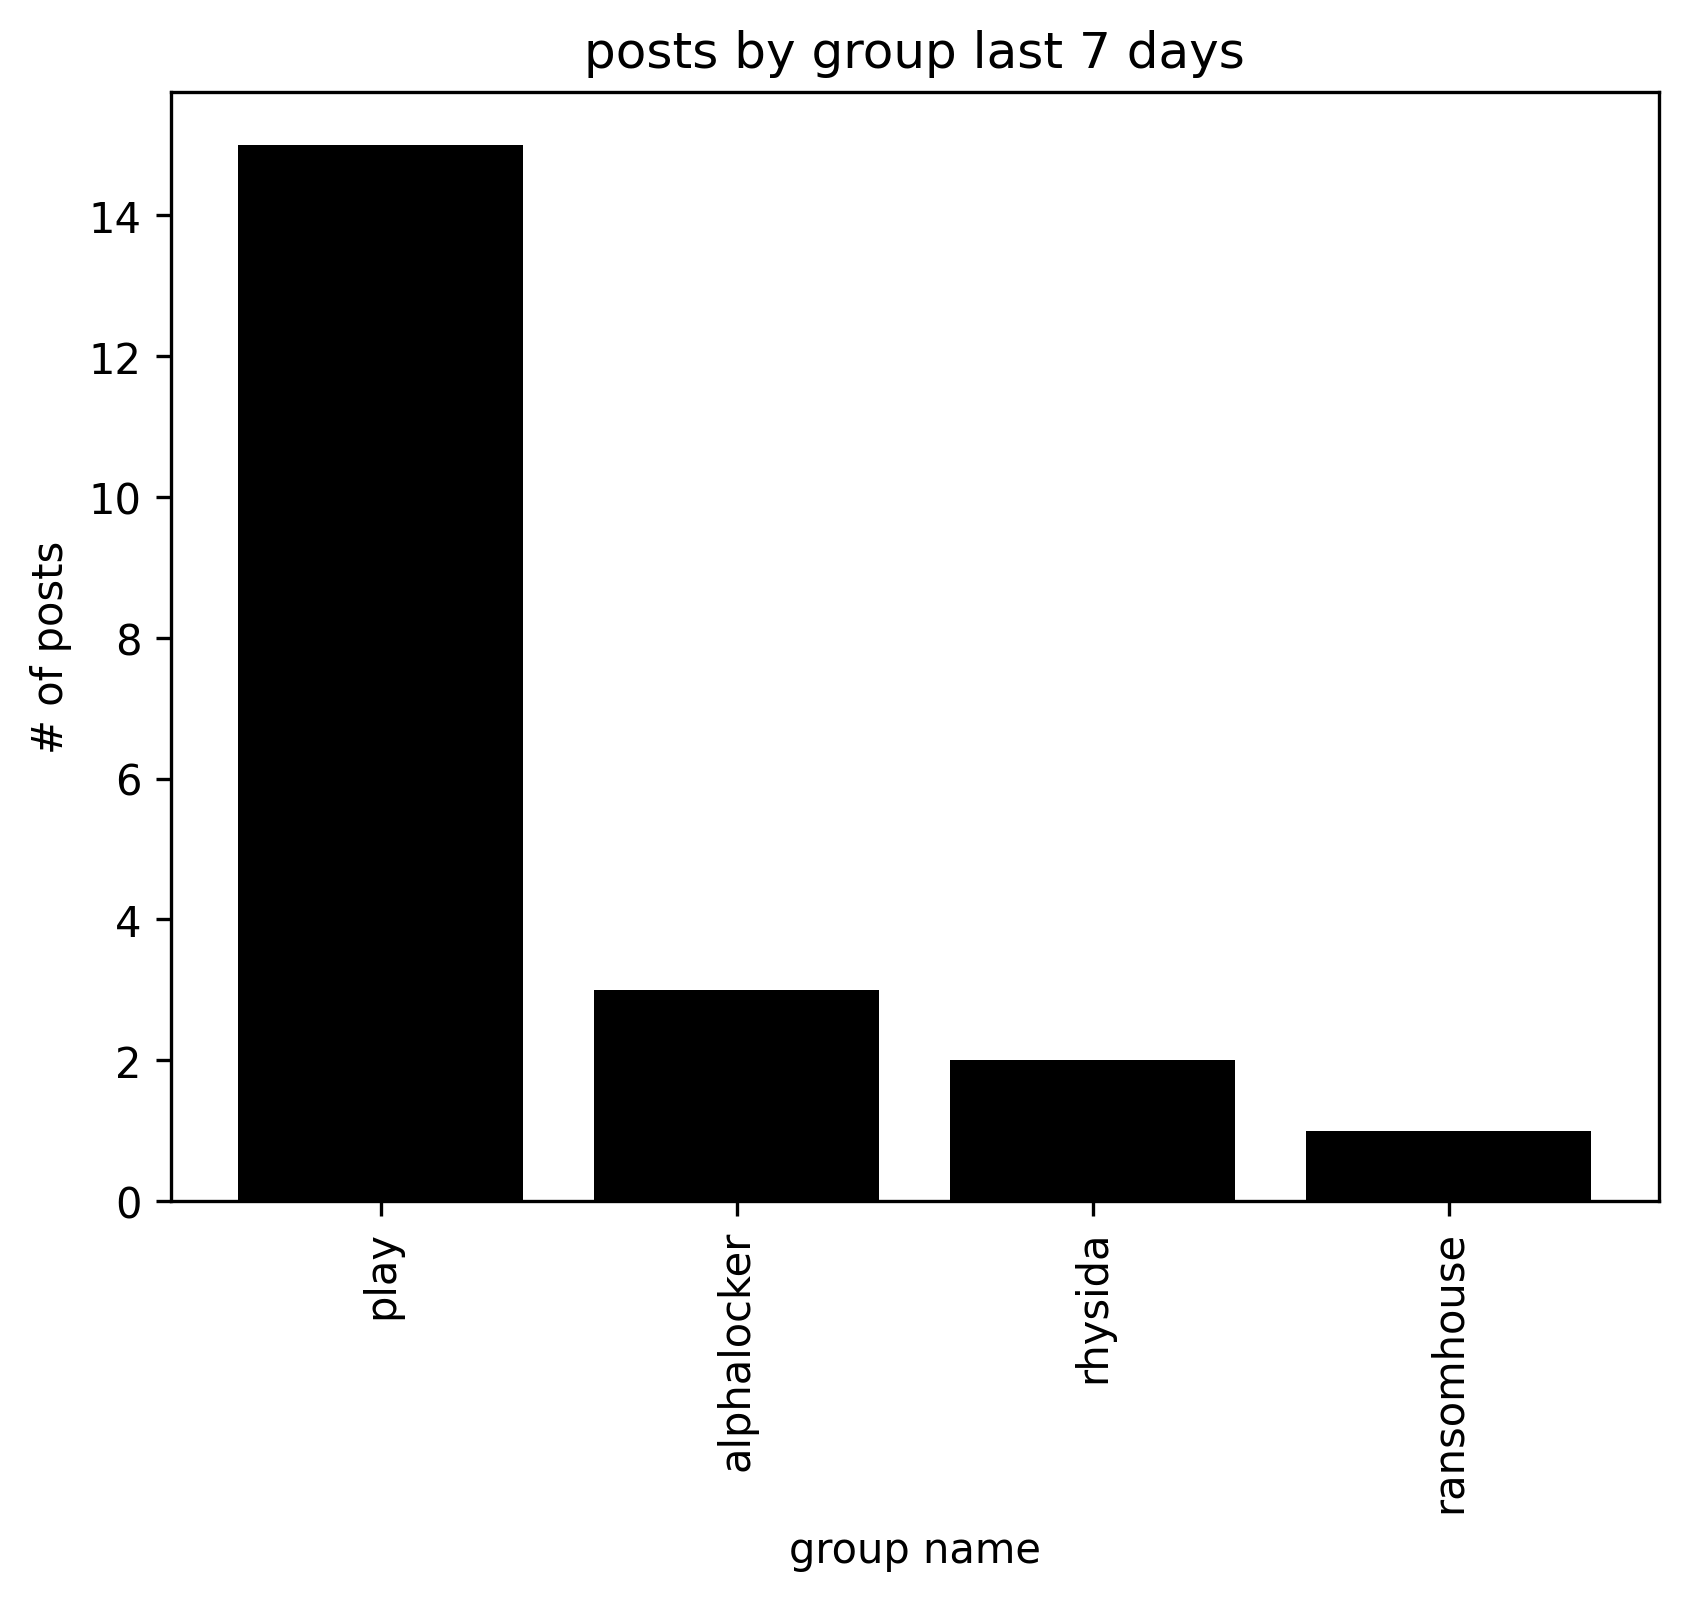 posts by group last 7 days
# of posts
14
12
10
8
6
4
2
0
play
alphalocker
rhysida
ransomhouse
group name